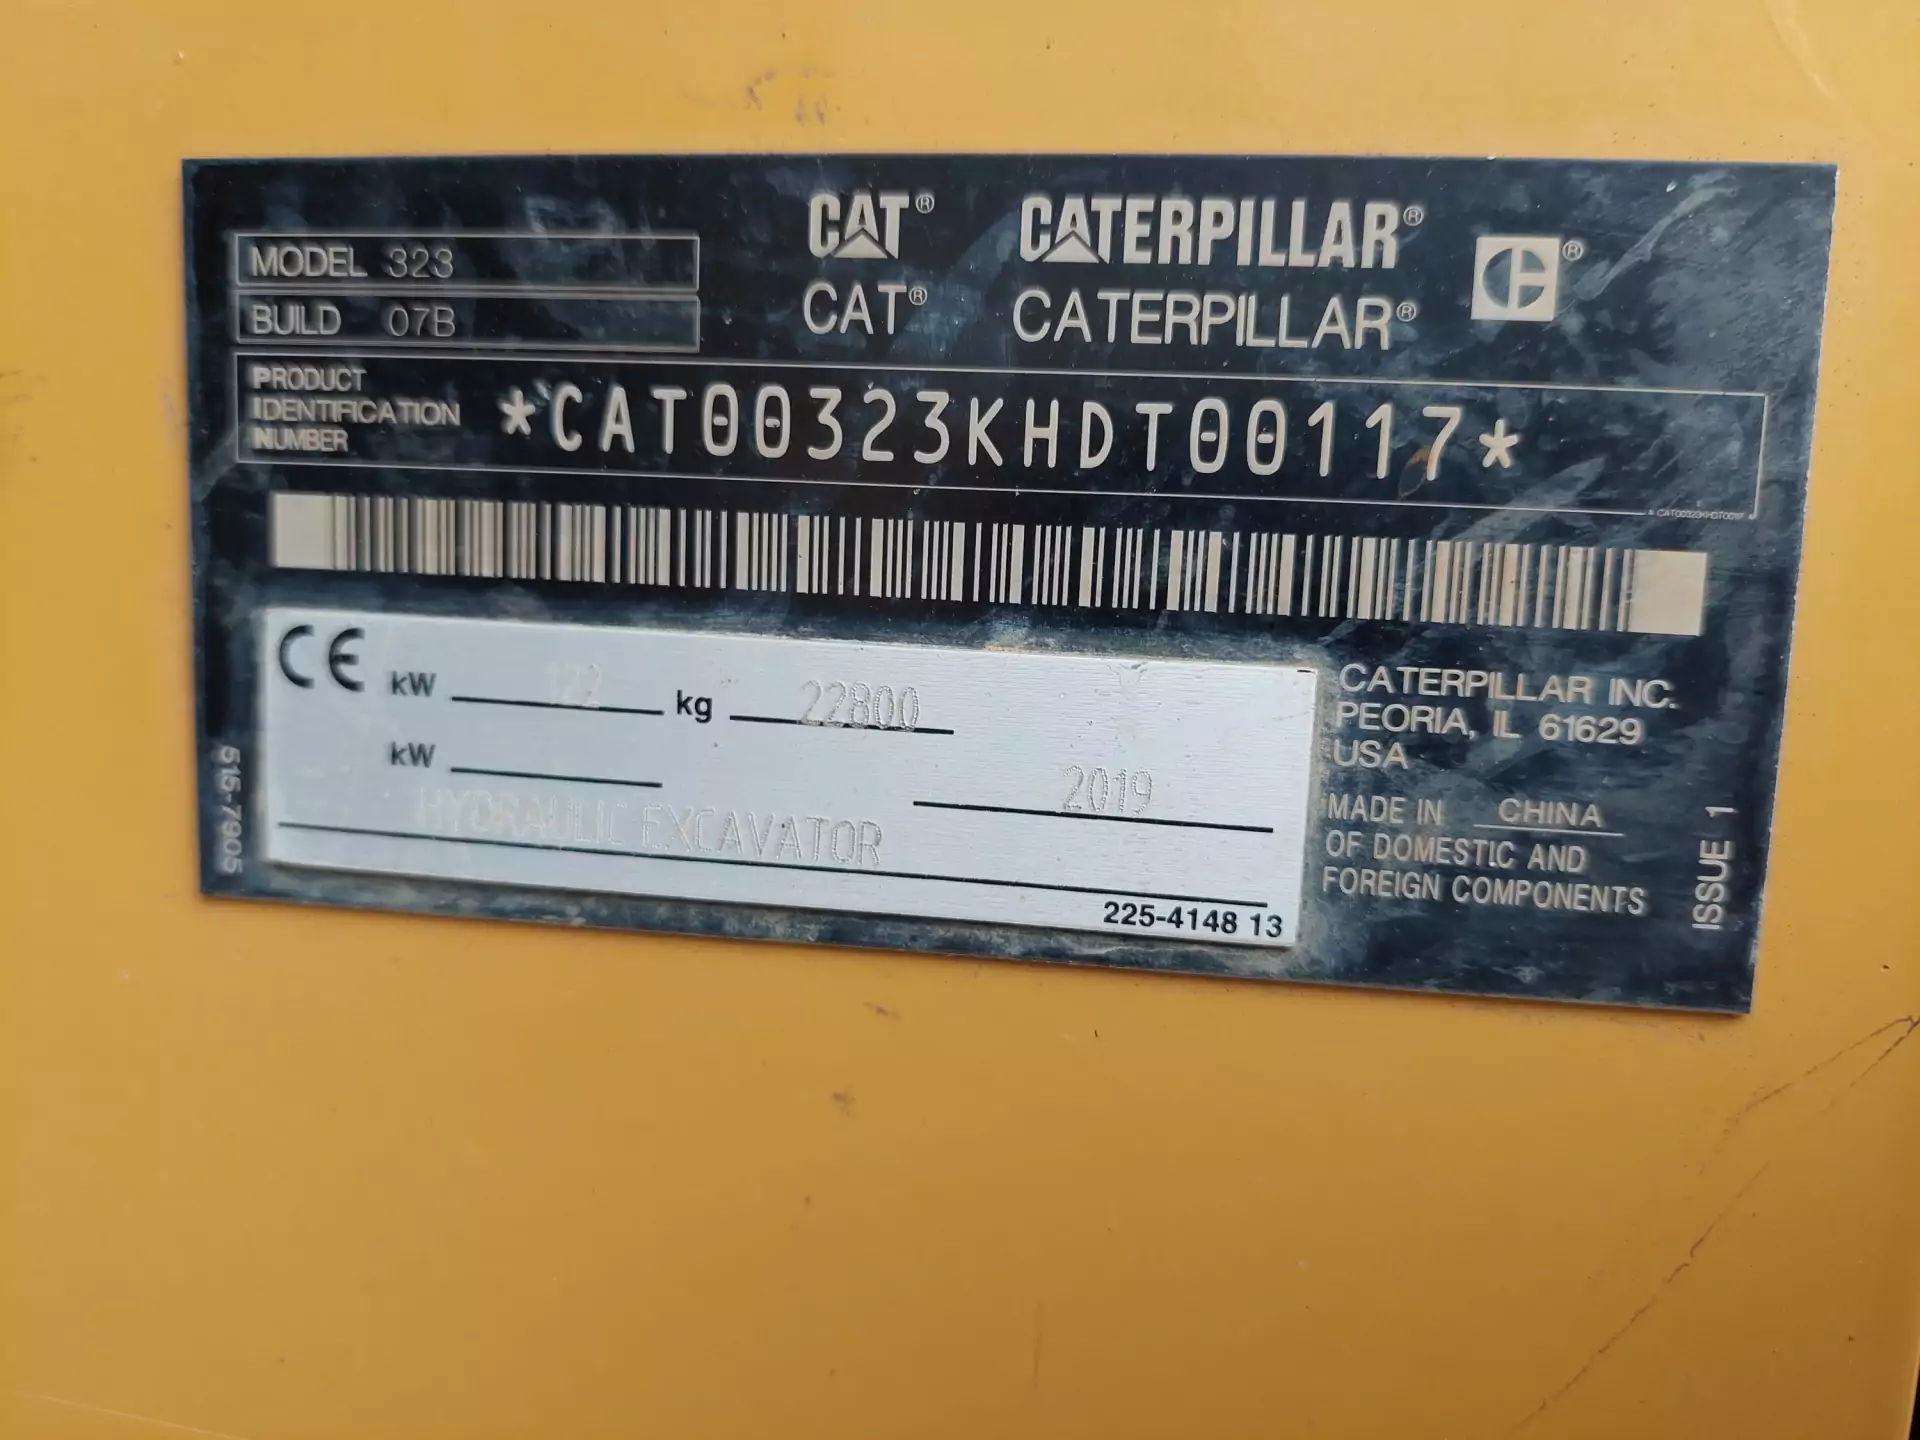 MODEL 323
BUILD 07B
CAT® CATERPILLAR® ®
CAT® CATERPILLAR®
PRODUCT
IDENTIFICATION
NUMBER
*CAT00323KHDT00117*
CE kW 122 kg 22800
kW
2019
HYDRAULIC EXCAVATOR
225-4148 13
515-7905
CATERPILLAR INC.
PEORIA, IL 61629
USA
MADE IN CHINA
OF DOMESTIC AND
FOREIGN COMPONENTS
ISSUE 1